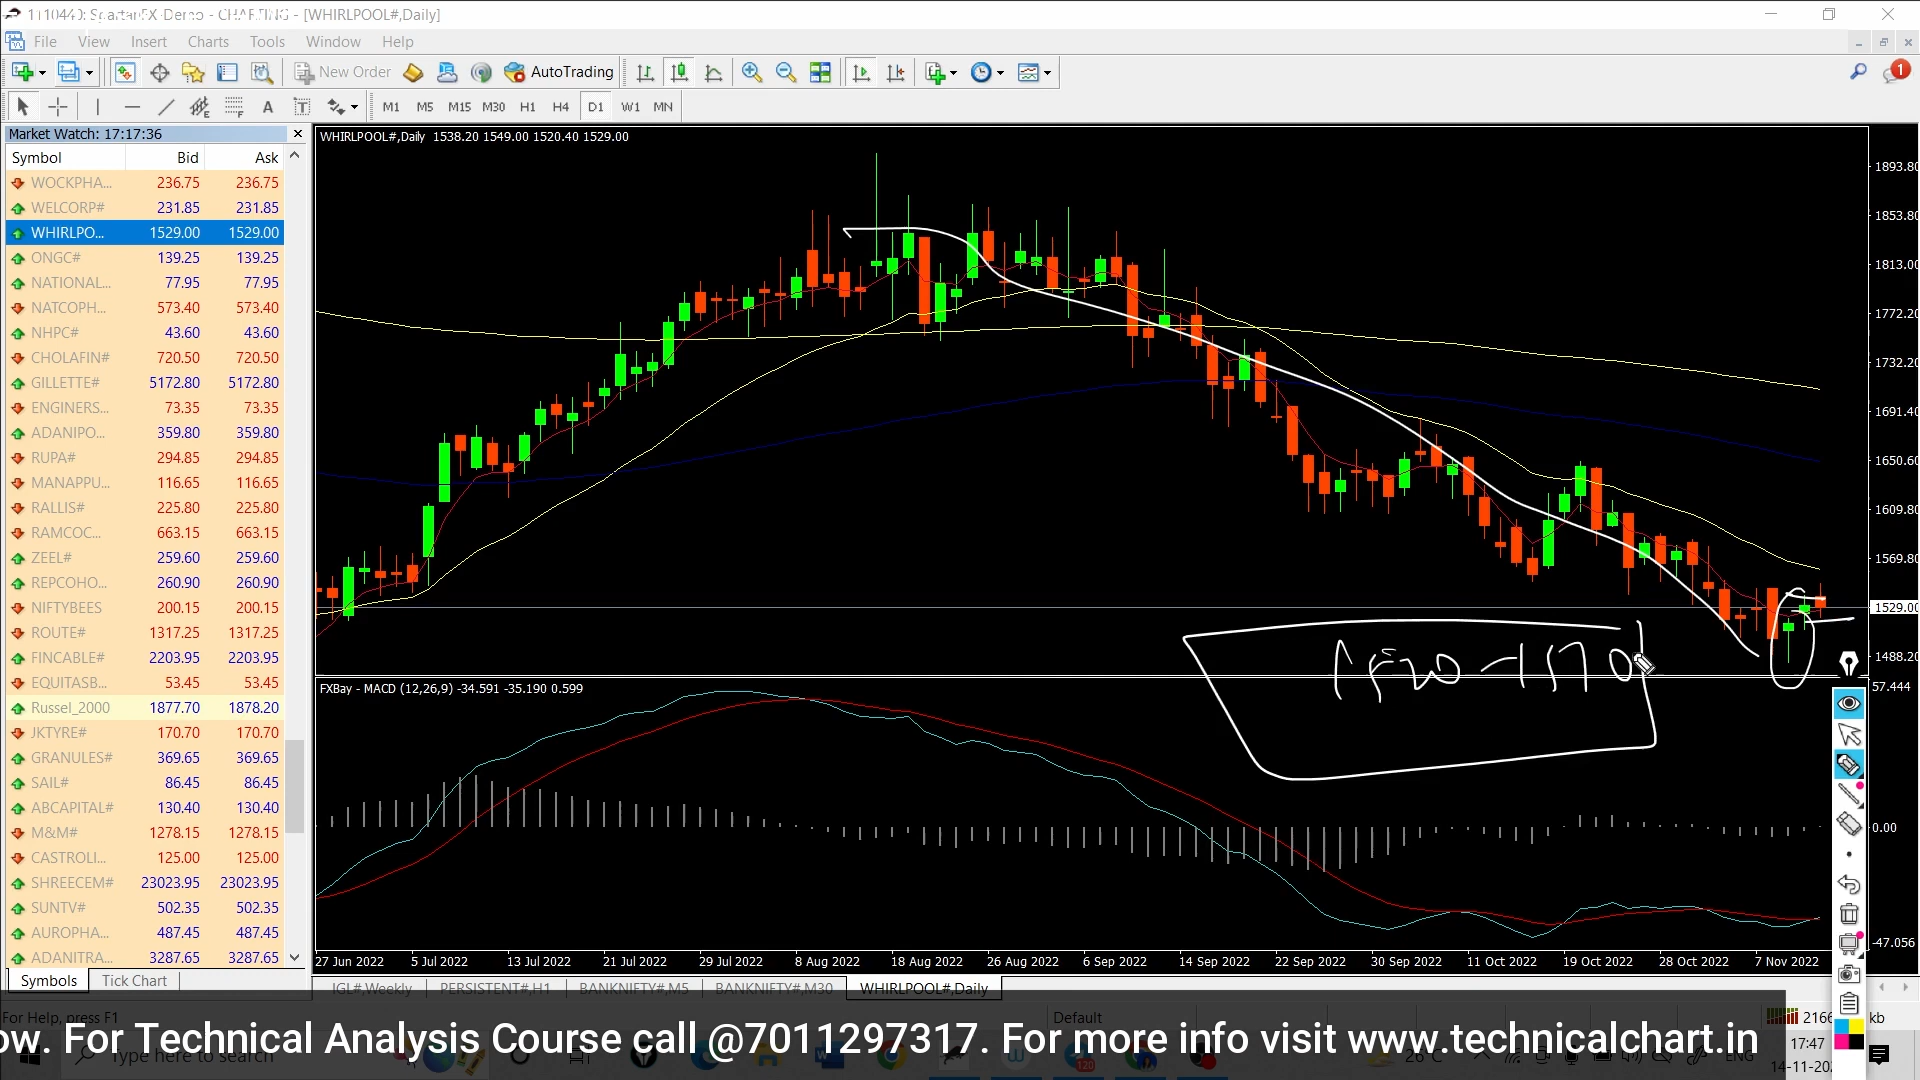 1110440: SpartanFX-Demo - CHARTING - [WHIRLPOOL#,Daily]
File View Insert Charts Tools Window Help
New Order AutoTrading 1
A T M1 M5 M15 M30 H1 H4 D1 W1 MN
Market Watch: 17:17:36
Symbol Bid Ask
WOCKPHA... 236.75 236.75
WELCORP# 231.85 231.85
WHIRLPO... 1529.00 1529.00
ONGC# 139.25 139.25
NATIONAL... 77.95 77.95
NATCOPH... 573.40 573.40
NHPC# 43.60 43.60
CHOLAFIN# 720.50 720.50
GILLETTE# 5172.80 5172.80
ENGINERS... 73.35 73.35
ADANIPO... 359.80 359.80
RUPA# 294.85 294.85
MANAPPU... 116.65 116.65
RALLIS# 225.80 225.80
RAMCOC... 663.15 663.15
ZEEL# 259.60 259.60
REPCOHO... 260.90 260.90
NIFTYBEES 200.15 200.15
ROUTE# 1317.25 1317.25
FINCABLE# 2203.95 2203.95
EQUITASB... 53.45 53.45
Russel_2000 1877.70 1878.20
JKTYRE# 170.70 170.70
GRANULES# 369.65 369.65
SAIL# 86.45 86.45
ABCAPITAL# 130.40 130.40
M&M# 1278.15 1278.15
CASTROLI... 125.00 125.00
SHREECEM# 23023.95 23023.95
SUNTV# 502.35 502.35
AUROPHA... 487.45 487.45
ADANITRA... 3287.65 3287.65
Symbols Tick Chart
WHIRLPOOL#,Daily 1538.20 1549.00 1520.40 1529.00
1893.80
1853.80
1813.00
1772.20
1732.20
1691.40
1650.60
1609.80
1569.80
1529.00
1488.20
1520 - 1570
FXBay - MACD (12,26,9) -34.591 -35.190 0.599
57.444
0.00
-47.056
27 Jun 2022 5 Jul 2022 13 Jul 2022 21 Jul 2022 29 Jul 2022 8 Aug 2022 18 Aug 2022 26 Aug 2022 6 Sep 2022 14 Sep 2022 22 Sep 2022 30 Sep 2022 11 Oct 2022 19 Oct 2022 28 Oct 2022 7 Nov 2022
IGL#,Weekly PERSISTENT#,H1 BANKNIFTY#,M5 BANKNIFTY#,M30 WHIRLPOOL#,Daily
For Help, press F1 Default kb
ow. For Technical Analysis Course call @7011297317. For more info visit www.technicalchart.in
Type here to search 26°C ENG 17:47